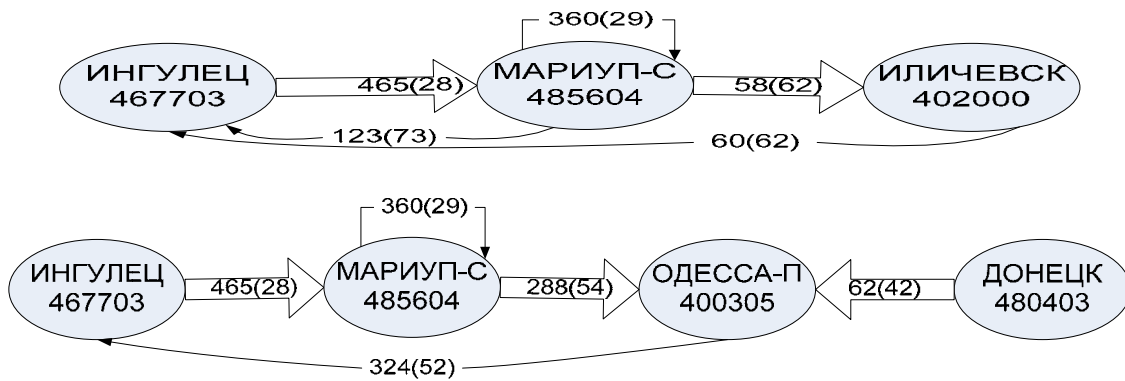 360(29)
ИНГУЛЕЦ
467703
465(28)
МАРИУП-С
485604
58(62)
ИЛИЧЕВСК
402000
123(73)
60(62)
360(29)
ИНГУЛЕЦ
467703
465(28)
МАРИУП-С
485604
288(54)
ОДЕССА-П
400305
62(42)
ДОНЕЦК
480403
324(52)